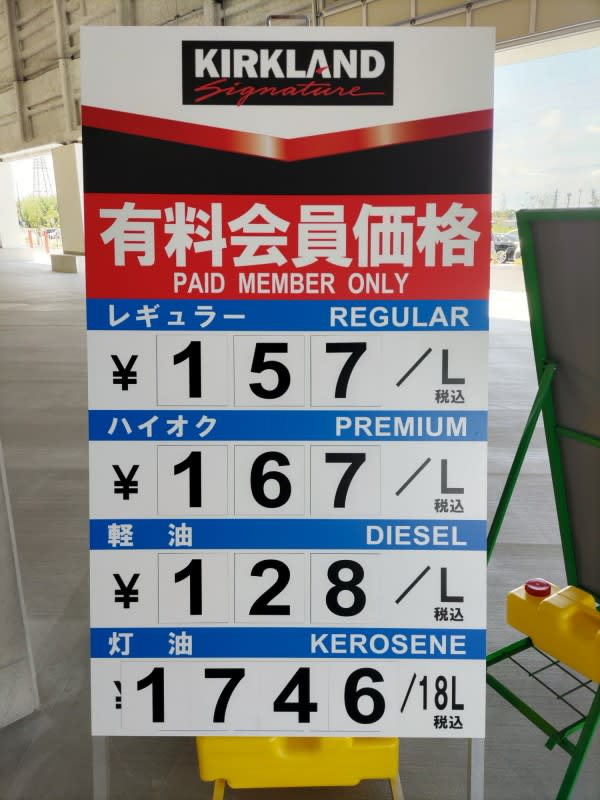 KIRKLAND
Signature
有料会員価格
PAID MEMBER ONLY
レギュラー REGULAR
¥157/L
税込
ハイオク PREMIUM
¥167/L
税込
軽油 DIESEL
¥128/L
税込
灯油 KEROSENE
¥1746/18L
税込